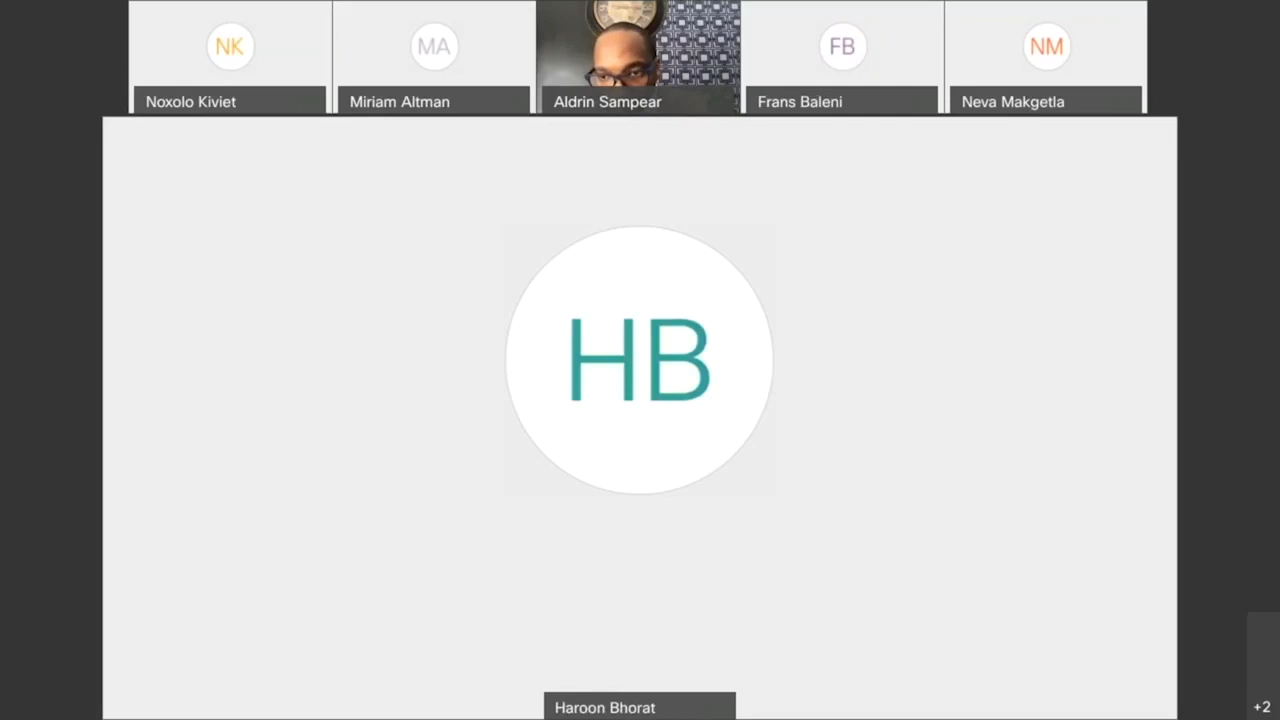 NK
MA
FB
NM
Noxolo Kiviet
Miriam Altman
Aldrin Sampear
Frans Baleni
Neva Makgetla
HB
Haroon Bhorat
+2